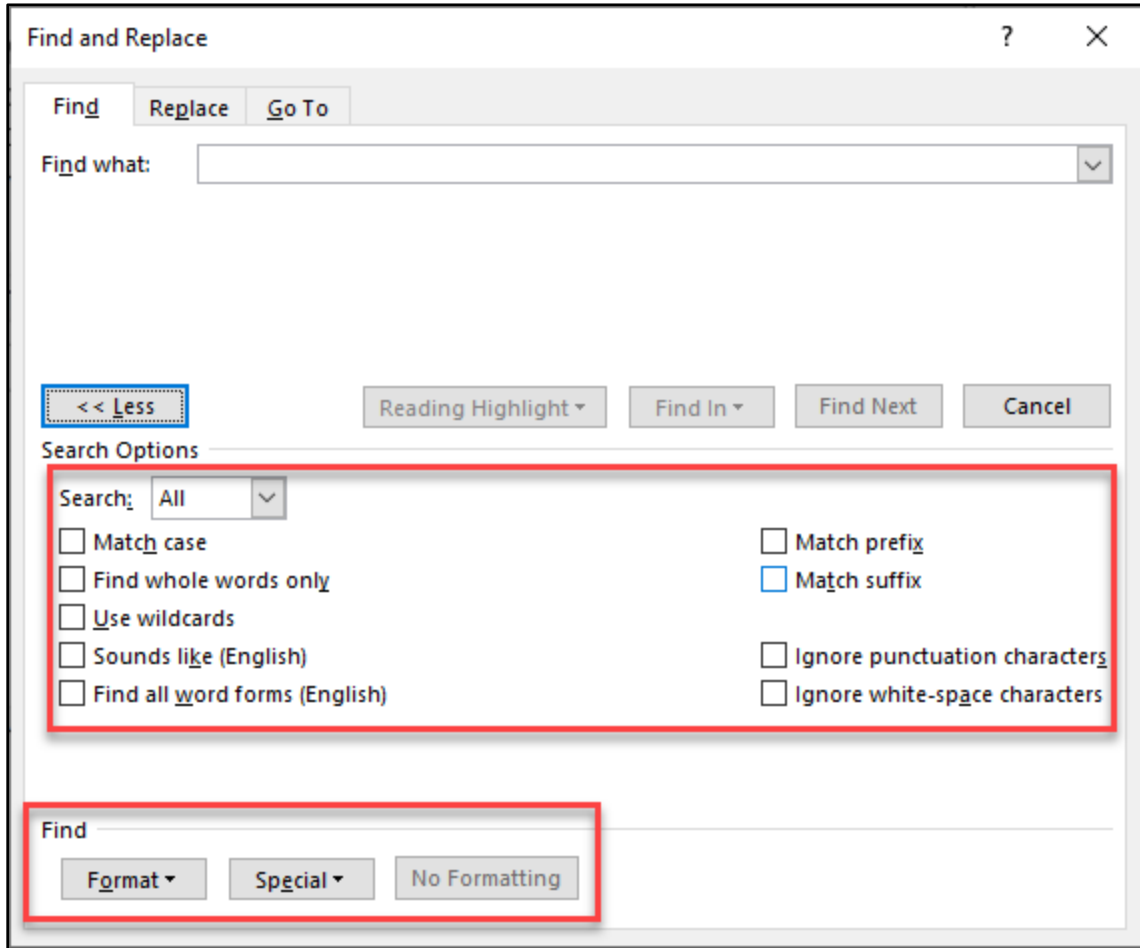 Find and Replace ?
Find Replace Go To
Find what:
<< Less Reading Highlight Find In Find Next Cancel
Search Options
Search: All
Match case Match prefix
Find whole words only Match suffix
Use wildcards
Sounds like (English) Ignore punctuation characters
Find all word forms (English) Ignore white-space characters
Find
Format Special No Formatting